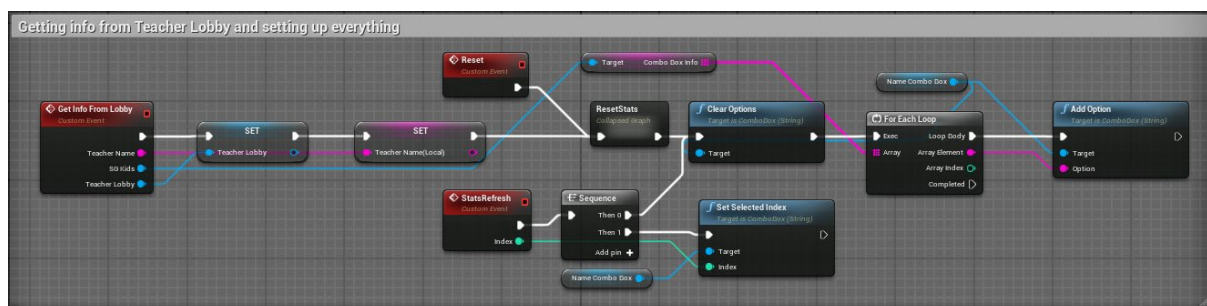 Getting info from Teacher Lobby and setting up everything
Reset
Custom Event
Target Combo Box Info
Name Combo Box
Get Info From Lobby
Custom Event
Teacher Name
SG Kids
Teacher Lobby
SET
Teacher Lobby
SET
Teacher Name(Local)
ResetStats
Collapsed Graph
Clear Options
Target is ComboBox (String)
Target
For Each Loop
Exec Loop Body
Array Array Element
Array Index
Completed
Add Option
Target is ComboBox (String)
Target
Option
StatsRefresh
Custom Event
Index
Sequence
Then 0
Then 1
Add pin +
Set Selected Index
Target is ComboBox (String)
Target
Index
Name Combo Box